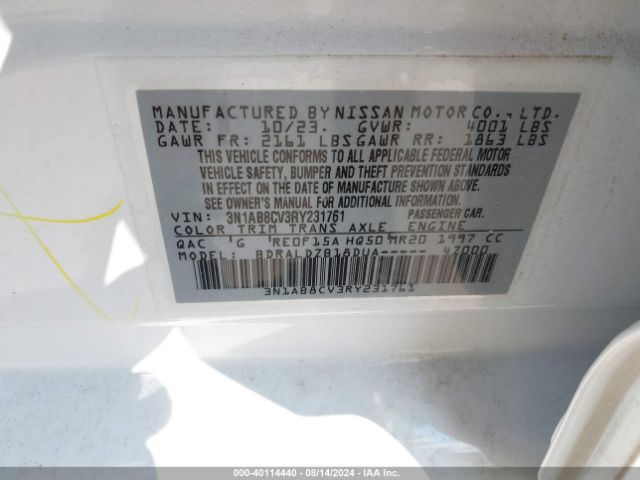 MANUFACTURED BY NISSAN MOTOR CO., LTD.
DATE: 10/23. GVWR: 4001 LBS
GAWR FR: 2161 LBS GAWR RR: 1863 LBS
THIS VEHICLE CONFORMS TO ALL APPLICABLE FEDERAL MOTOR
VEHICLE SAFETY, BUMPER AND THEFT PREVENTION STANDARDS
IN EFFECT ON THE DATE OF MANUFACTURE SHOWN ABOVE.
SEE OWNER'S MANUAL FOR ADDITIONAL INFORMATION.
VIN: 3N1AB8CV3RY231761 PASSENGER CAR.
COLOR TRIM TRANS AXLE ENGINE
QAC G RE0F15A HQ50 MR20 1997 CC
MODEL: BDRALDZB18DUA----- 47000
3N1AB8CV3RY231761
000-40114440 - 08/14/2024 - IAA Inc.